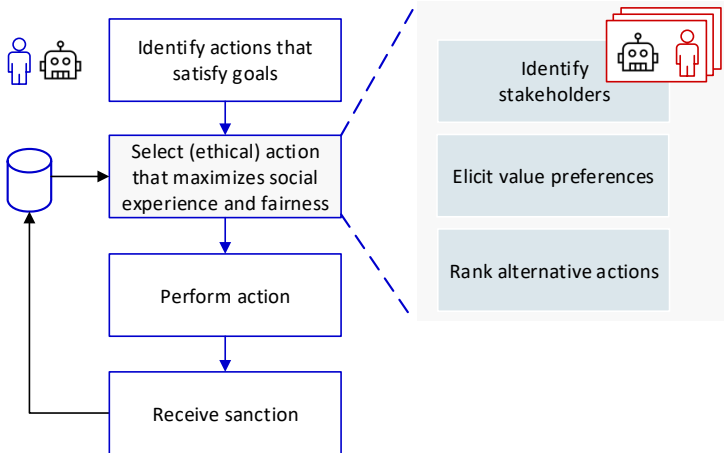 Identify actions that
satisfy goals
Select (ethical) action
that maximizes social
experience and fairness
Perform action
Receive sanction
Identify
stakeholders
Elicit value preferences
Rank alternative actions